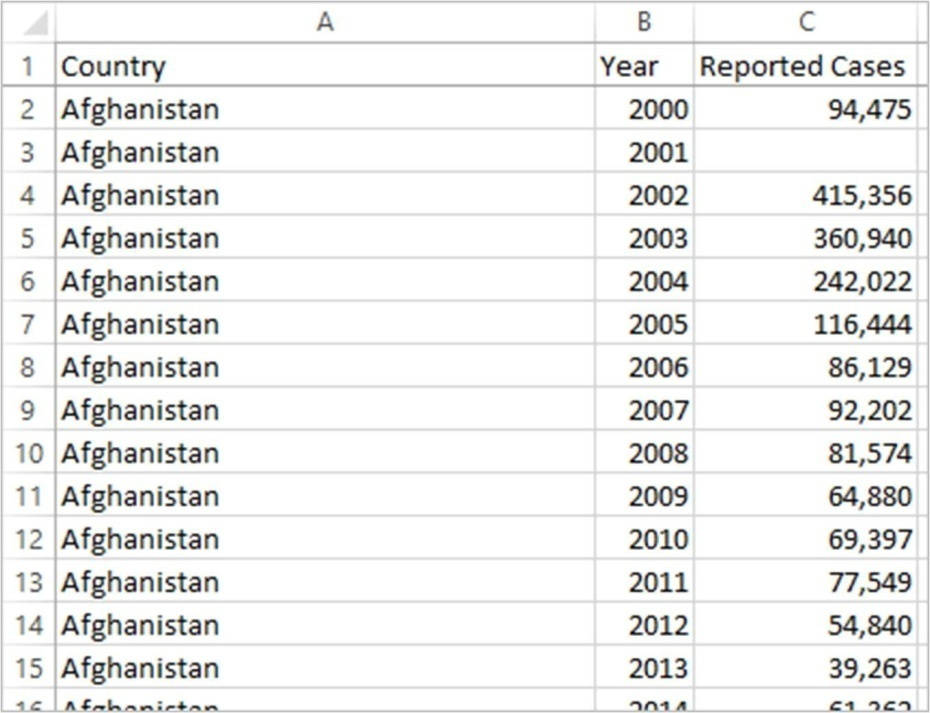 A B C
1 Country Year Reported Cases
2 Afghanistan 2000 94,475
3 Afghanistan 2001
4 Afghanistan 2002 415,356
5 Afghanistan 2003 360,940
6 Afghanistan 2004 242,022
7 Afghanistan 2005 116,444
8 Afghanistan 2006 86,129
9 Afghanistan 2007 92,202
10 Afghanistan 2008 81,574
11 Afghanistan 2009 64,880
12 Afghanistan 2010 69,397
13 Afghanistan 2011 77,549
14 Afghanistan 2012 54,840
15 Afghanistan 2013 39,263
16 Afghanistan 2014